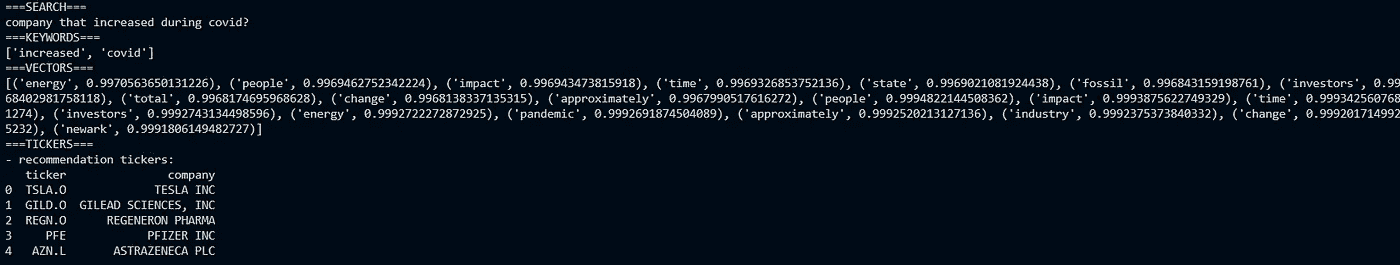 ===SEARCH===
company that increased during covid?
===KEYWORDS===
['increased', 'covid']
===VECTORS===
[('energy', 0.9970563650131226), ('people', 0.9969462752342224), ('impact', 0.996943473815918), ('time', 0.9969326853752136), ('state', 0.9969021081924438), ('fossil', 0.996843159198761), ('investors', 0.99
68402981758118), ('total', 0.9968174695968628), ('change', 0.9968138337135315), ('approximately', 0.9967990517616272), ('people', 0.9994822144508362), ('impact', 0.9993875622749329), ('time', 0.999342560768
1274), ('investors', 0.9992743134498596), ('energy', 0.9992722272872925), ('pandemic', 0.9992691874504089), ('approximately', 0.9992520213127136), ('industry', 0.9992375373840332), ('change', 0.999201714992
5232), ('newark', 0.9991806149482727)]
===TICKERS===
- recommendation tickers:
ticker company
0 TSLA.O TESLA INC
1 GILD.O GILEAD SCIENCES, INC
2 REGN.O REGENERON PHARMA
3 PFE PFIZER INC
4 AZN.L ASTRAZENECA PLC